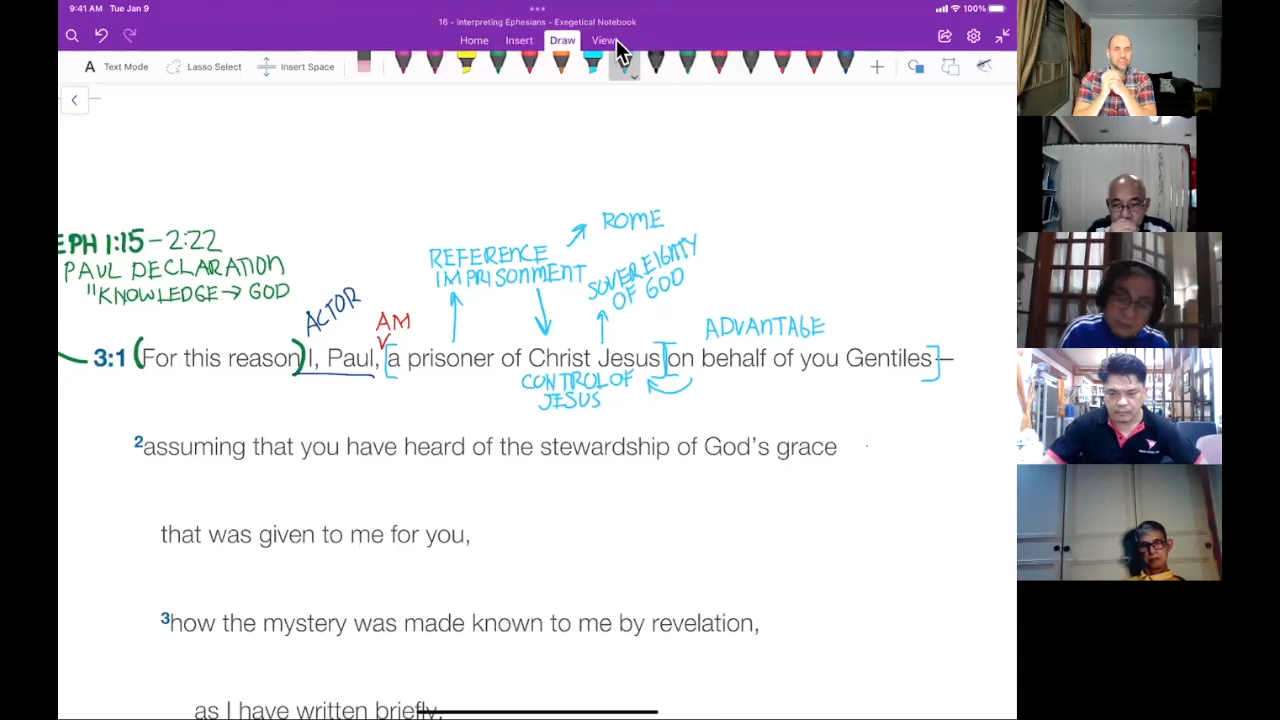 9:41 AM Tue Jan 9
100%
16 - Interpreting Ephesians - Exegetical Notebook
Home Insert Draw View
A Text Mode Lasso Select Insert Space
ROME
EPH 1:15-2:22
REFERENCE IMPRISONMENT
SOVEREIGNTY OF GOD
PAUL DECLARATION
"KNOWLEDGE → GOD
ACTOR
AM
ADVANTAGE
3:1 (For this reason) I, Paul, [a prisoner of Christ Jesus] [on behalf of you Gentiles]—
CONTROL OF JESUS
2assuming that you have heard of the stewardship of God's grace
that was given to me for you,
3how the mystery was made known to me by revelation,
as I have written briefly.